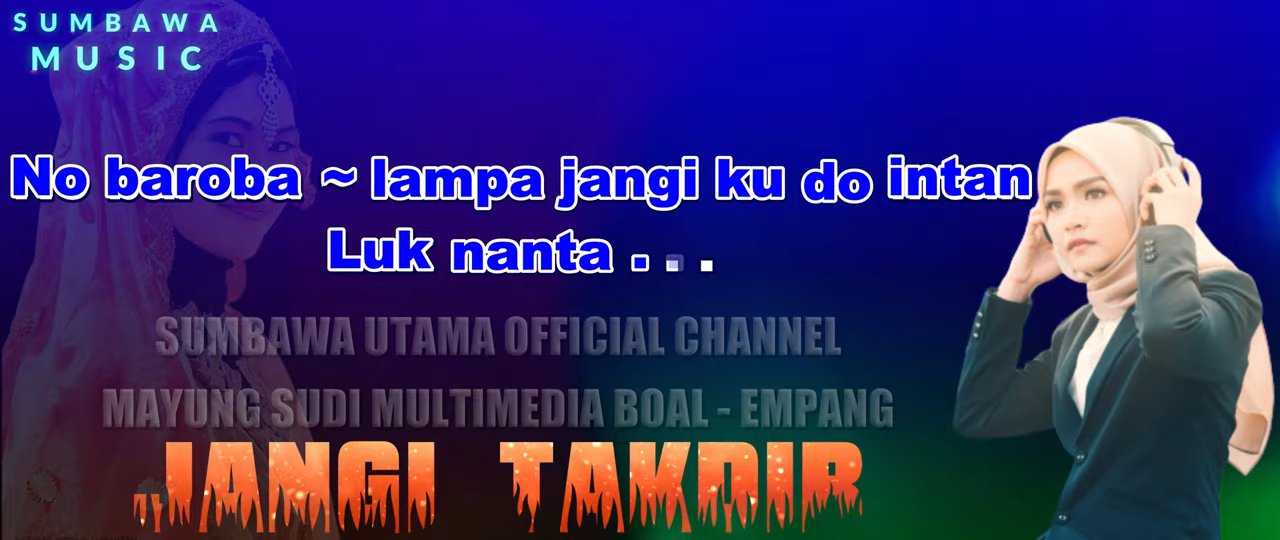 SUMBAWA
MUSIC
No baroba ~ lampa jangi ku do intan
Luk nanta . . .
SUMBAWA UTAMA OFFICIAL CHANNEL
MAYUNG SUDI MULTIMEDIA BOAL - EMPANG
JANGI TAKDIR